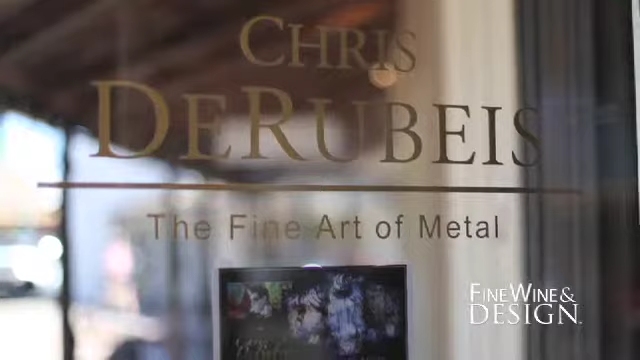 CHRIS
DERUBEIS
The Fine Art of Metal
FINEWINE&
DESIGN